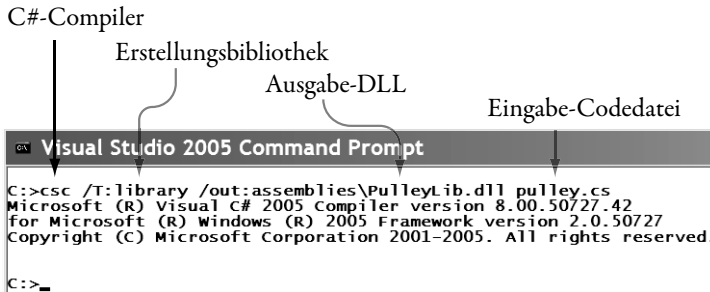 C#-Compiler
Erstellungsbibliothek
Ausgabe-DLL
Eingabe-Codedatei
Visual Studio 2005 Command Prompt
C:>csc /T:library /out:assemblies\PulleyLib.dll pulley.cs
Microsoft (R) Visual C# 2005 Compiler version 8.00.50727.42
for Microsoft (R) Windows (R) 2005 Framework version 2.0.50727
Copyright (C) Microsoft Corporation 2001-2005. All rights reserved.
C:>_